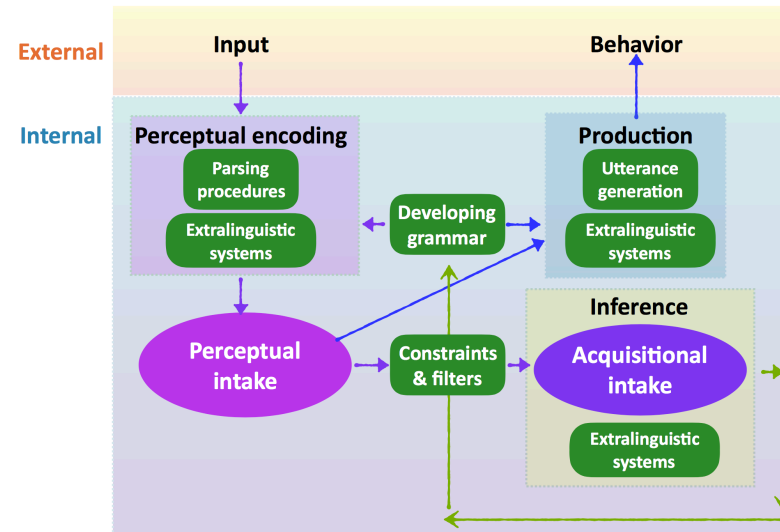 External
Input
Behavior
Internal
Perceptual encoding
Parsing
procedures
Extralinguistic
systems
Developing
grammar
Production
Utterance
generation
Extralinguistic
systems
Perceptual
intake
Constraints
& filters
Inference
Acquisitional
intake
Extralinguistic
systems